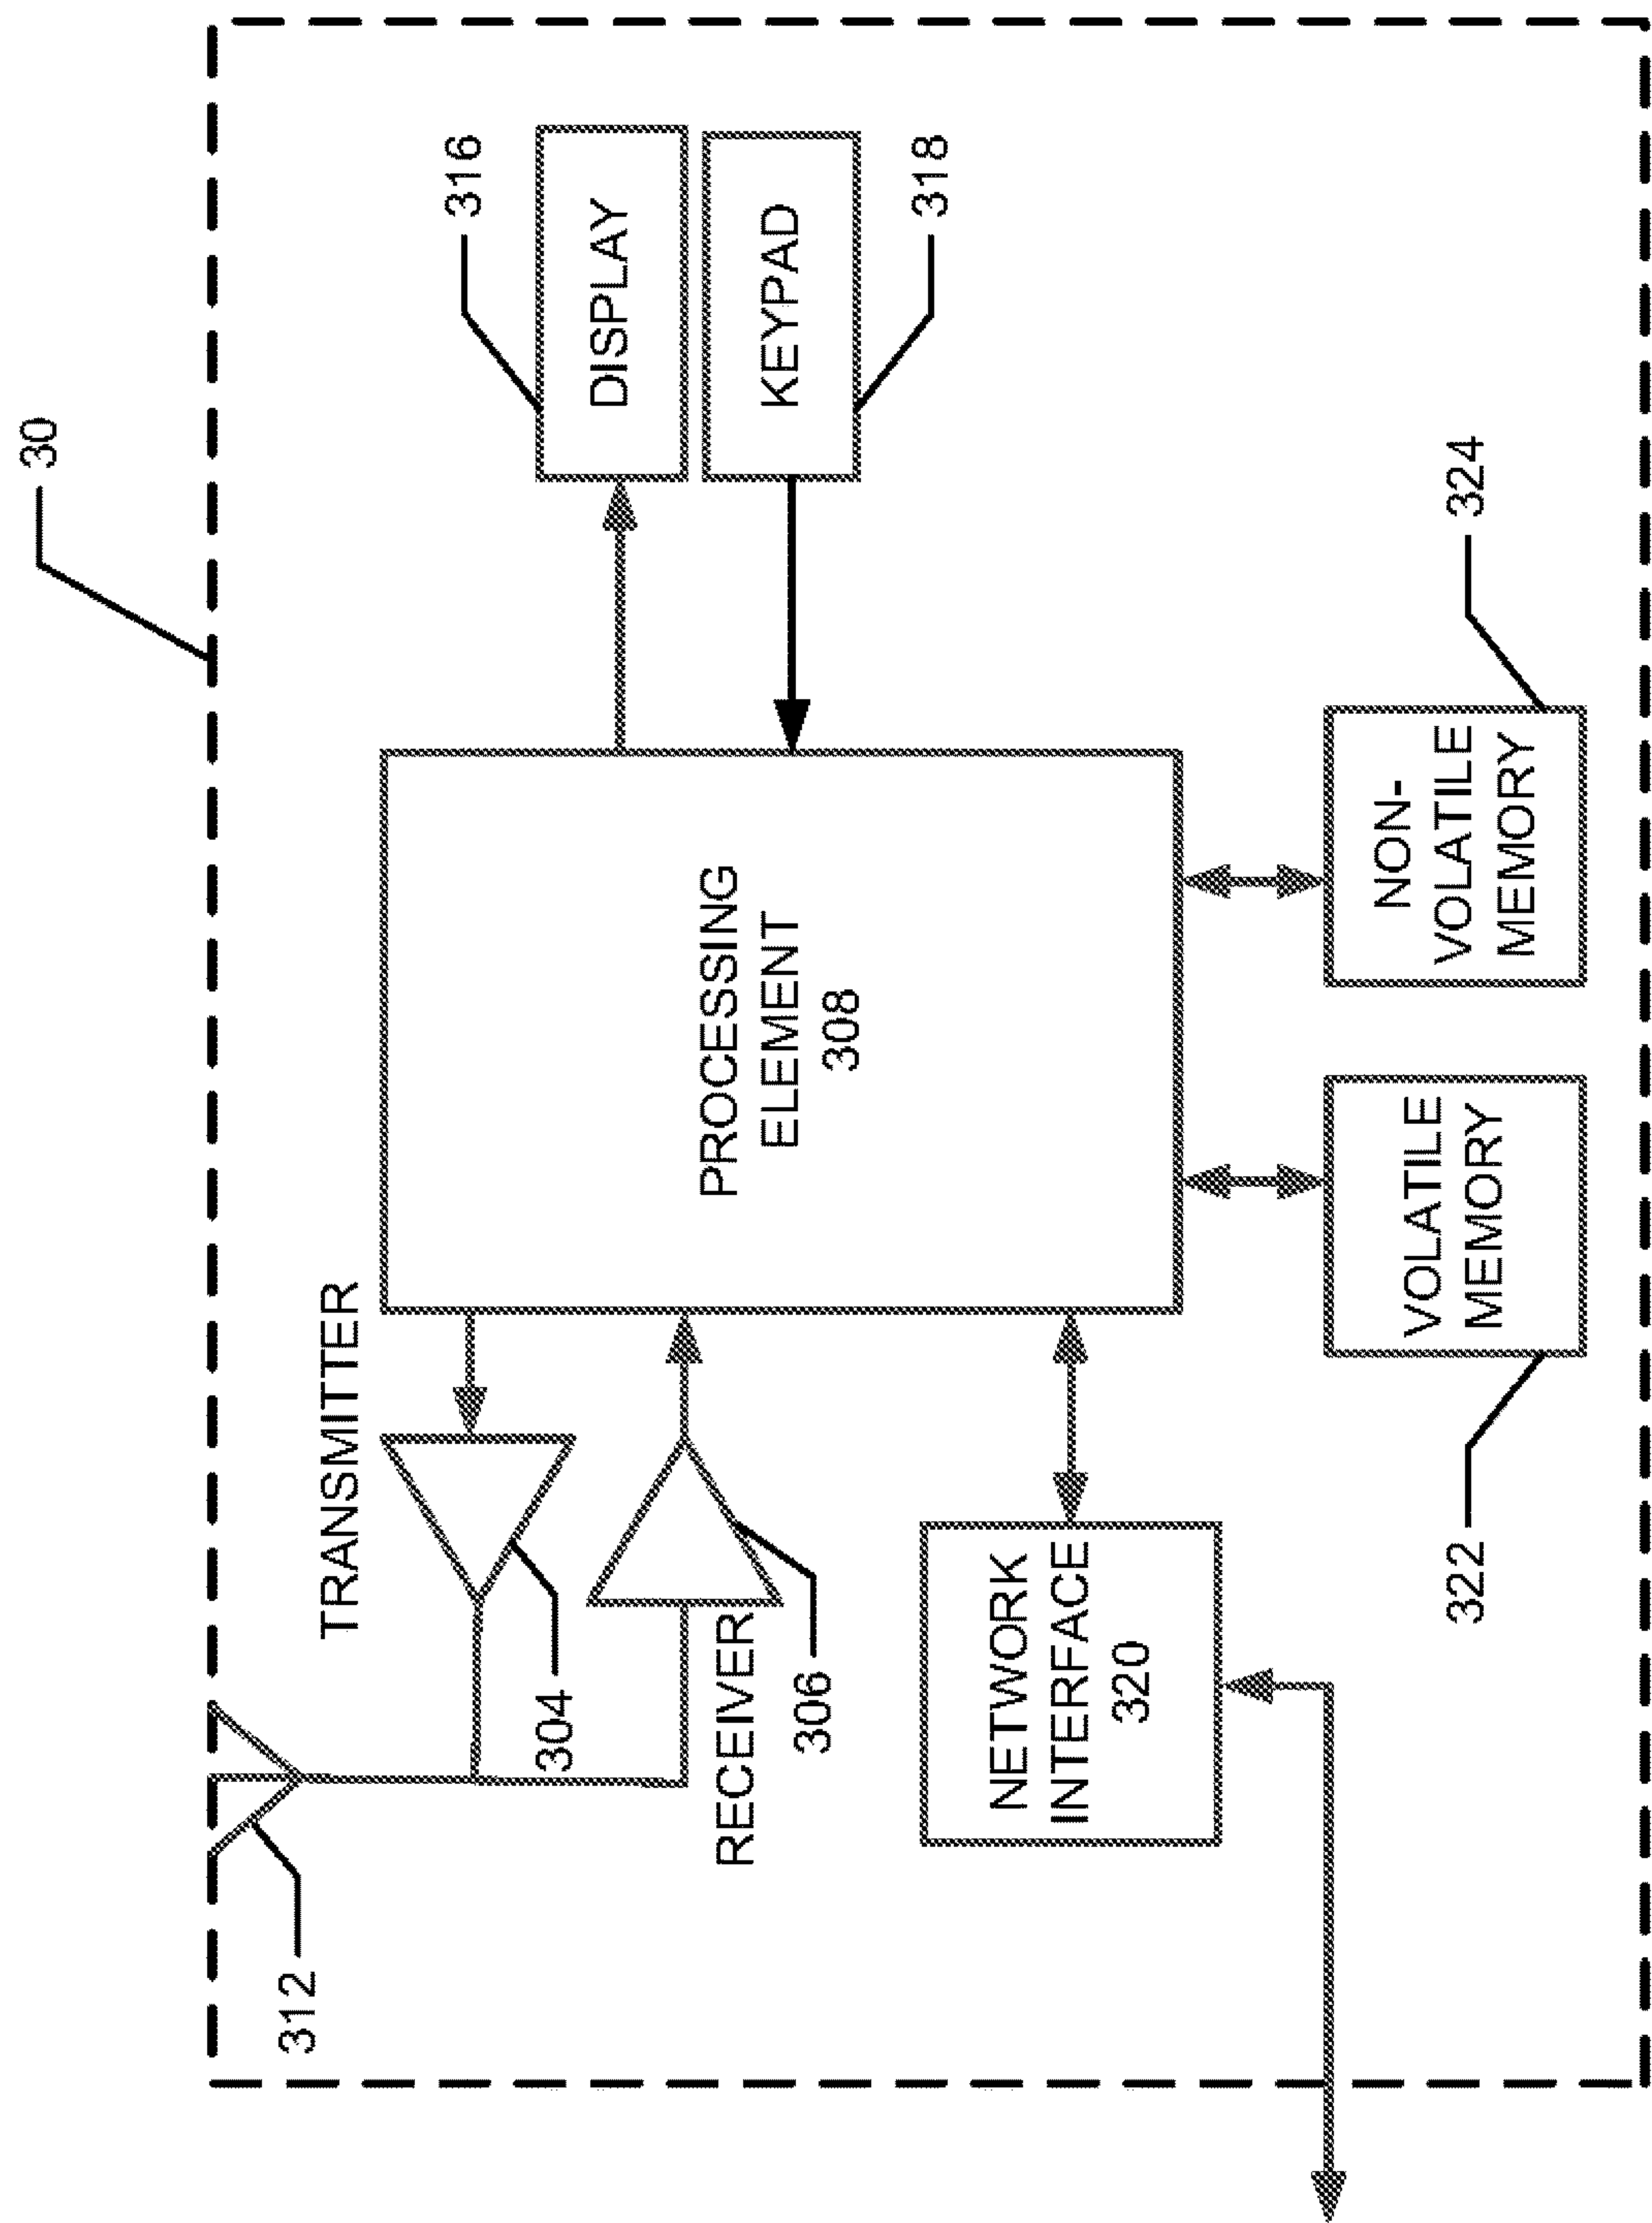 30
312
TRANSMITTER
304
RECEIVER
306
PROCESSING
ELEMENT
308
316
DISPLAY
KEYPAD
318
NETWORK
INTERFACE
320
322
VOLATILE
MEMORY
NON-
VOLATILE
MEMORY
324